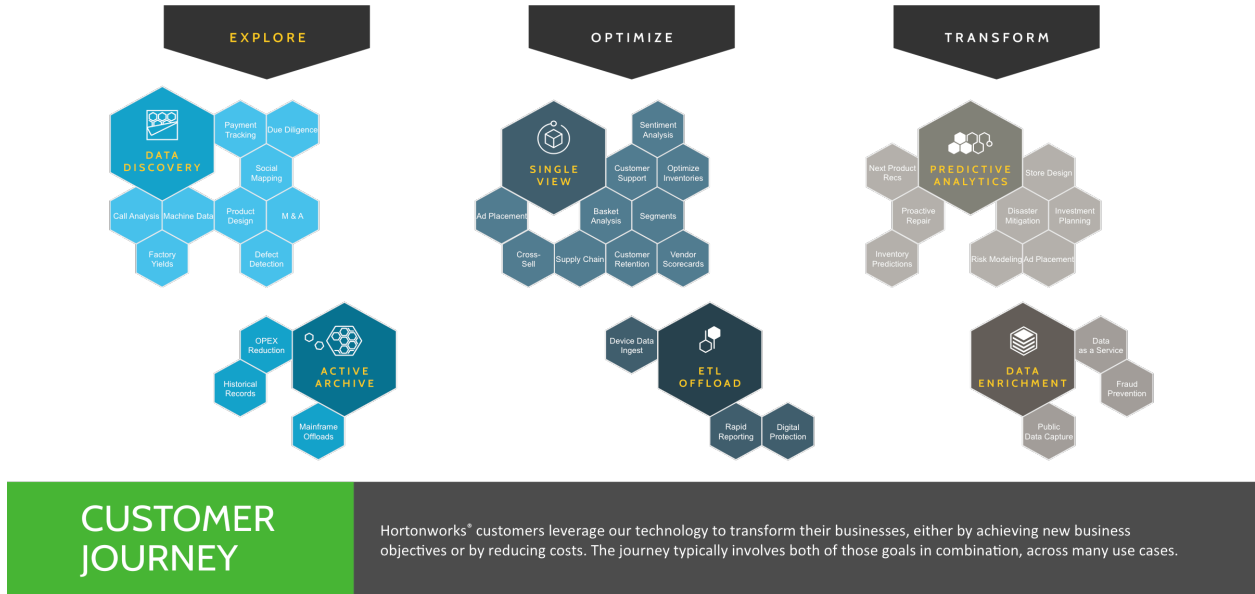 EXPLORE
OPTIMIZE
TRANSFORM
DATA
DISCOVERY
Payment
Tracking
Due Diligence
Social
Mapping
Call Analysis
Machine Data
Product
Design
M & A
Factory
Yields
Defect
Detection
OPEX
Reduction
Historical
Records
ACTIVE
ARCHIVE
Mainframe
Offloads
SINGLE
VIEW
Sentiment
Analysis
Customer
Support
Optimize
Inventories
Ad Placement
Basket
Analysis
Segments
Cross-
Sell
Supply Chain
Customer
Retention
Vendor
Scorecards
Device Data
Ingest
ETL
OFFLOAD
Rapid
Reporting
Digital
Protection
Next Product
Recs
PREDICTIVE
ANALYTICS
Store Design
Proactive
Repair
Disaster
Mitigation
Investment
Planning
Inventory
Predictions
Risk Modeling
Ad Placement
DATA
ENRICHMENT
Data
as a Service
Fraud
Prevention
Public
Data Capture
CUSTOMER
JOURNEY
Hortonworks® customers leverage our technology to transform their businesses, either by achieving new business
objectives or by reducing costs. The journey typically involves both of those goals in combination, across many use cases.